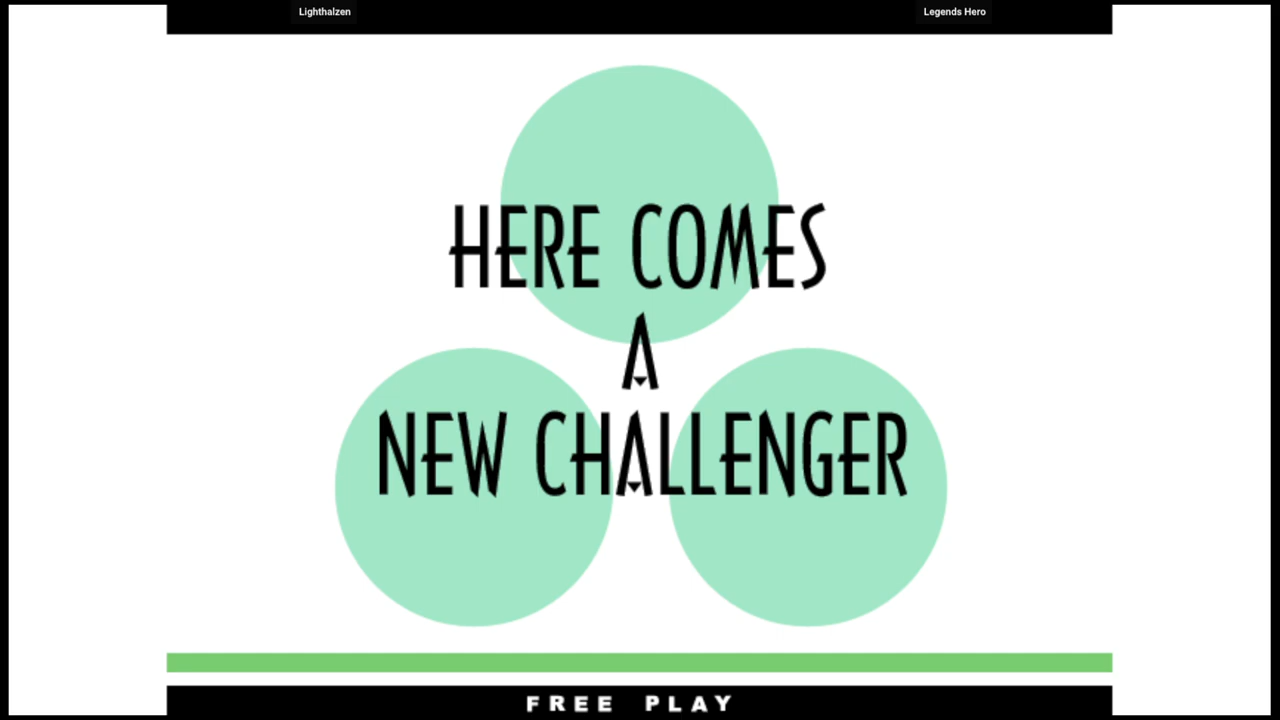 Lighthalzen
Legends Hero
HERE COMES
A
NEW CHALLENGER
FREE PLAY